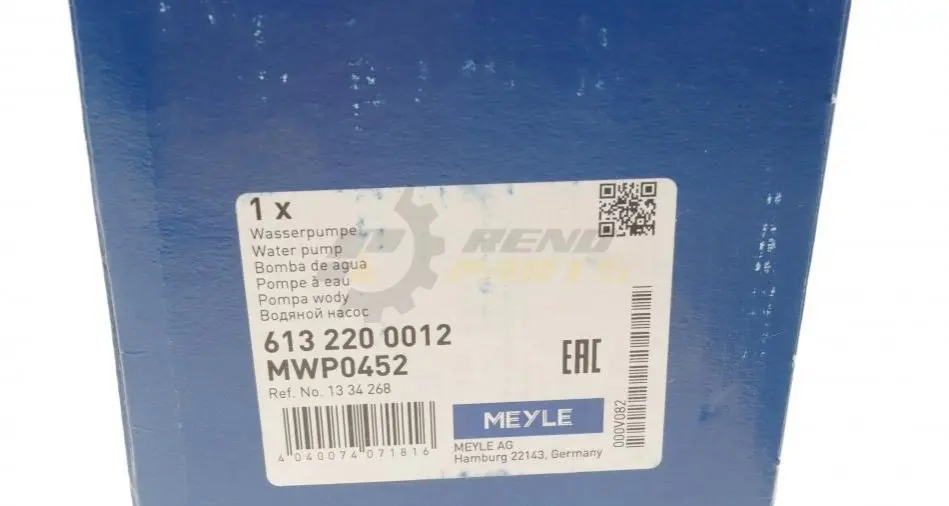 1 x
Wasserpumpe
Water pump
Bomba de agua
Pompe à eau
Pompa wody
Водяной насос
613 220 0012
MWP0452
Ref. No. 13 34 268
4 040074 071816
EAC
MEYLE
MEYLE AG
Hamburg 22143, Germany
000V082
REND